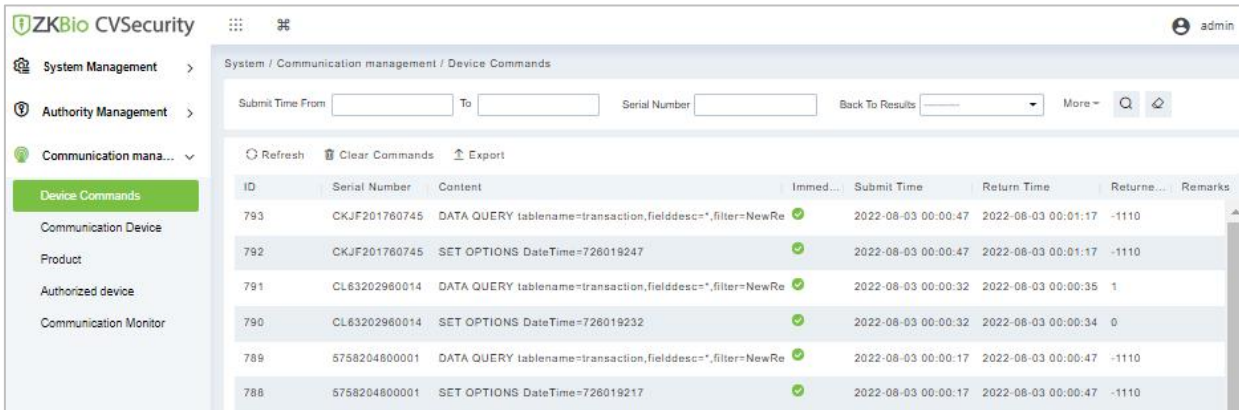 ZKBio CVSecurity
admin
System Management
Authority Management
Communication mana...
Device Commands
Communication Device
Product
Authorized device
Communication Monitor
System / Communication management / Device Commands
Submit Time From To Serial Number Back To Results --------- More
Refresh Clear Commands Export
ID Serial Number Content Immed... Submit Time Return Time Returne... Remarks
793 CKJF201760745 DATA QUERY tablename=transaction,fielddesc=*,filter=NewRe 2022-08-03 00:00:47 2022-08-03 00:01:17 -1110
792 CKJF201760745 SET OPTIONS DateTime=726019247 2022-08-03 00:00:47 2022-08-03 00:01:17 -1110
791 CL63202960014 DATA QUERY tablename=transaction,fielddesc=*,filter=NewRe 2022-08-03 00:00:32 2022-08-03 00:00:35 1
790 CL63202960014 SET OPTIONS DateTime=726019232 2022-08-03 00:00:32 2022-08-03 00:00:34 0
789 5758204800001 DATA QUERY tablename=transaction,fielddesc=*,filter=NewRe 2022-08-03 00:00:17 2022-08-03 00:00:47 -1110
788 5758204800001 SET OPTIONS DateTime=726019217 2022-08-03 00:00:17 2022-08-03 00:00:47 -1110